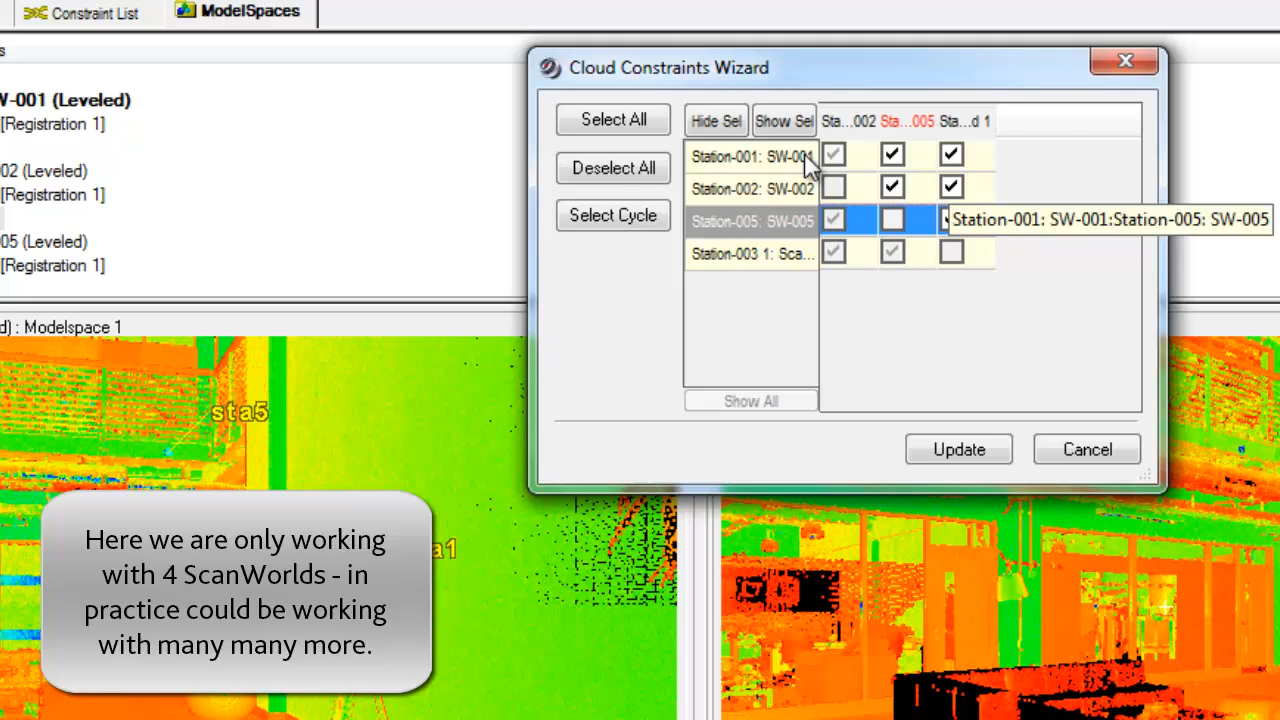 Constraint List
ModelSpaces
s
W-001 (Leveled)
[Registration 1]
02 (Leveled)
[Registration 1]
05 (Leveled)
[Registration 1]
d) : Modelspace 1
sta5
a1
Cloud Constraints Wizard
Select All
Deselect All
Select Cycle
Hide Sel
Show Sel
Sta...002
Sta...005
Sta...d 1
Station-001: SW-001
Station-002: SW-002
Station-005: SW-005
Station-003 1: Sca...
Station-001: SW-001:Station-005: SW-005
Show All
Update
Cancel
Here we are only working
with 4 ScanWorlds - in
practice could be working
with many many more.